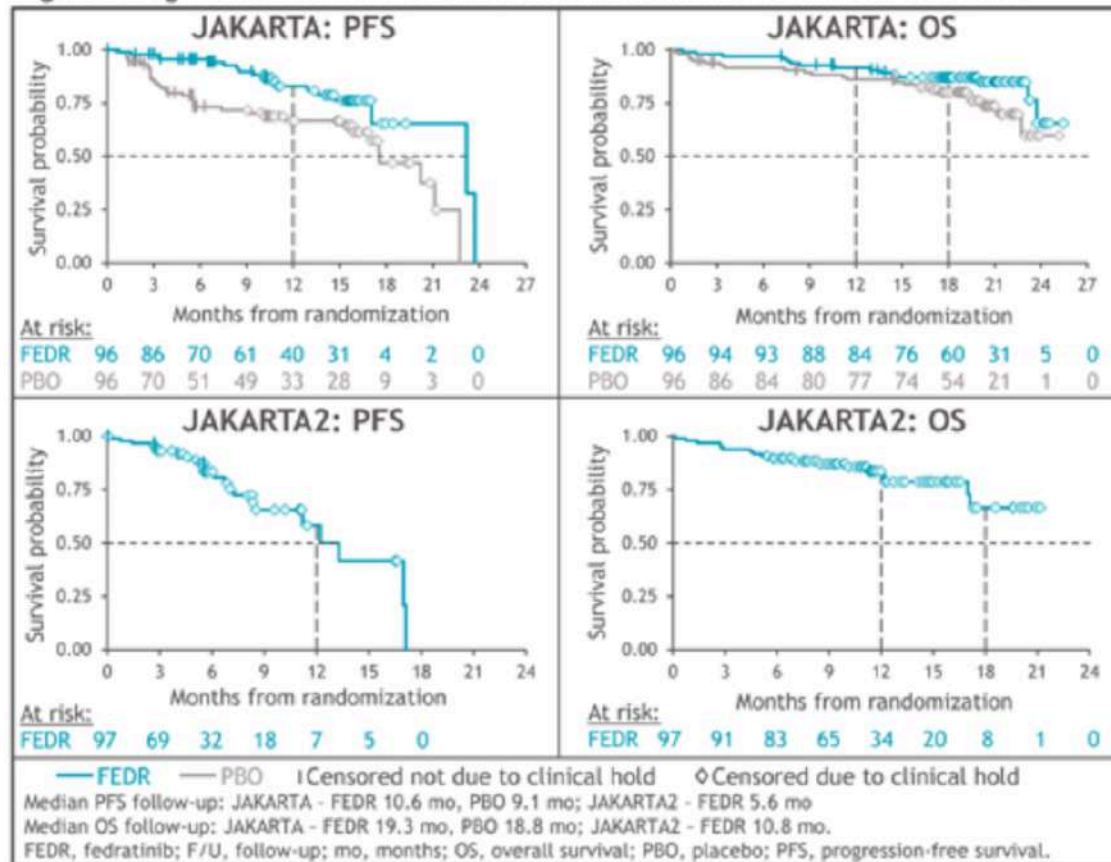 JAKARTA: PFS
1.00
0.75
0.50
0.25
0.00
Survival probability
0 3 6 9 12 15 18 21 24 27
Months from randomization
At risk:
FEDR 96 86 70 61 40 31 4 2 0
PBO 96 70 51 49 33 28 9 3 0
JAKARTA: OS
1.00
0.75
0.50
0.25
0.00
Survival probability
0 3 6 9 12 15 18 21 24 27
Months from randomization
At risk:
FEDR 96 94 93 88 84 76 60 31 5 0
PBO 96 86 84 80 77 74 54 21 1 0
JAKARTA2: PFS
1.00
0.75
0.50
0.25
0.00
Survival probability
0 3 6 9 12 15 18 21 24
Months from randomization
At risk:
FEDR 97 69 32 18 7 5 0
JAKARTA2: OS
1.00
0.75
0.50
0.25
0.00
Survival probability
0 3 6 9 12 15 18 21 24
Months from randomization
At risk:
FEDR 97 91 83 65 34 20 8 1 0
FEDR PBO Censored not due to clinical hold Censored due to clinical hold
Median PFS follow-up: JAKARTA - FEDR 10.6 mo, PBO 9.1 mo; JAKARTA2 - FEDR 5.6 mo
Median OS follow-up: JAKARTA - FEDR 19.3 mo, PBO 18.8 mo; JAKARTA2 - FEDR 10.8 mo.
FEDR, fedratinib; F/U, follow-up; mo, months; OS, overall survival; PBO, placebo; PFS, progression-free survival.